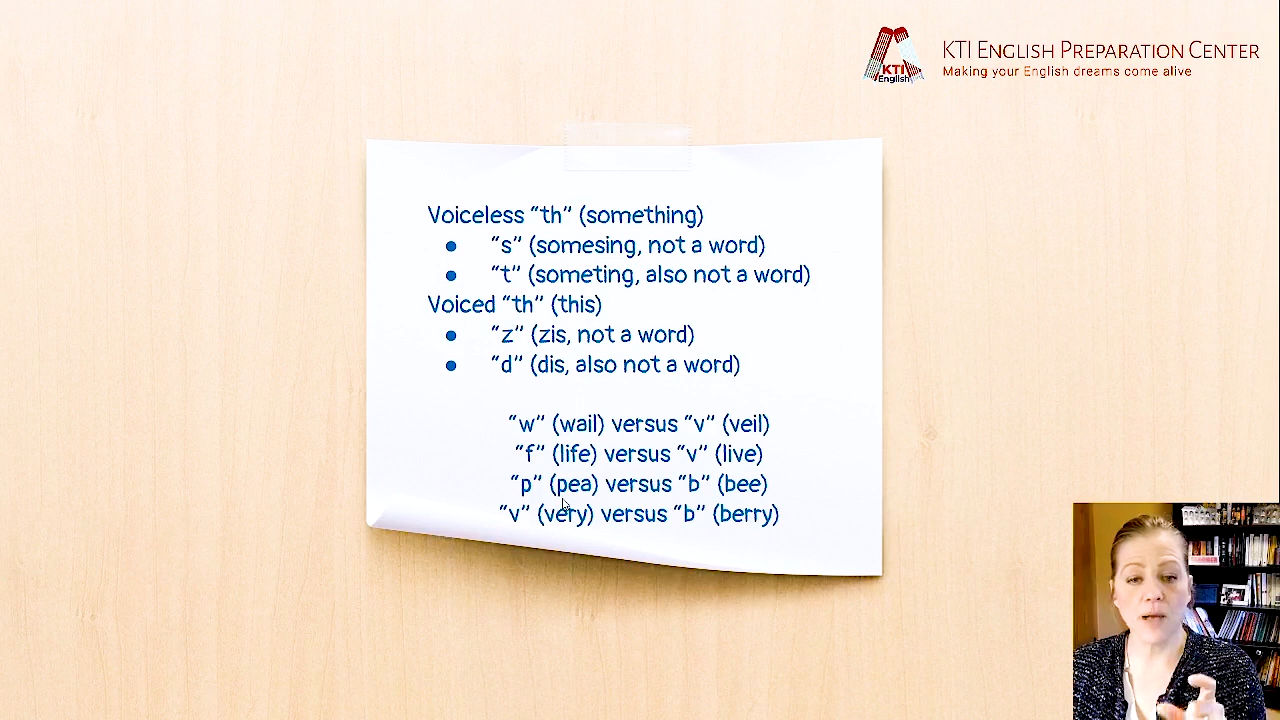 KTI ENGLISH PREPARATION CENTER
Making your English dreams come alive
KTI
English
Voiceless “th” (something)
● “s” (somesing, not a word)
● “t” (someting, also not a word)
Voiced “th” (this)
● “z” (zis, not a word)
● “d” (dis, also not a word)
“w” (wail) versus “v” (veil)
“f” (life) versus “v” (live)
“p” (pea) versus “b” (bee)
“v” (very) versus “b” (berry)